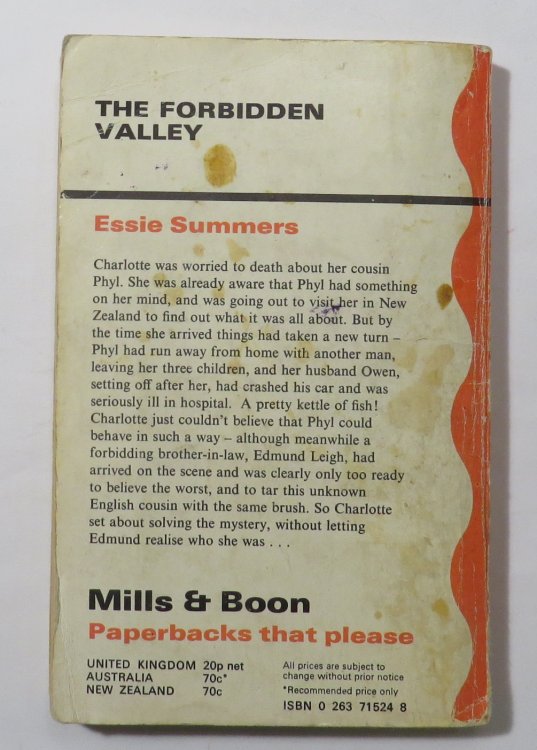 THE FORBIDDEN
VALLEY
Essie Summers
Charlotte was worried to death about her cousin
Phyl. She was already aware that Phyl had something
on her mind, and was going out to visit her in New
Zealand to find out what it was all about. But by
the time she arrived things had taken a new turn –
Phyl had run away from home with another man,
leaving her three children, and her husband Owen,
setting off after her, had crashed his car and was
seriously ill in hospital. A pretty kettle of fish!
Charlotte just couldn't believe that Phyl could
behave in such a way – although meanwhile a
forbidding brother-in-law, Edmund Leigh, had
arrived on the scene and was clearly only too ready
to believe the worst, and to tar this unknown
English cousin with the same brush. So Charlotte
set about solving the mystery, without letting
Edmund realise who she was . . .
Mills & Boon
Paperbacks that please
UNITED KINGDOM 20p net
AUSTRALIA 70c*
NEW ZEALAND 70c
All prices are subject to
change without prior notice
*Recommended price only
ISBN 0 263 71524 8